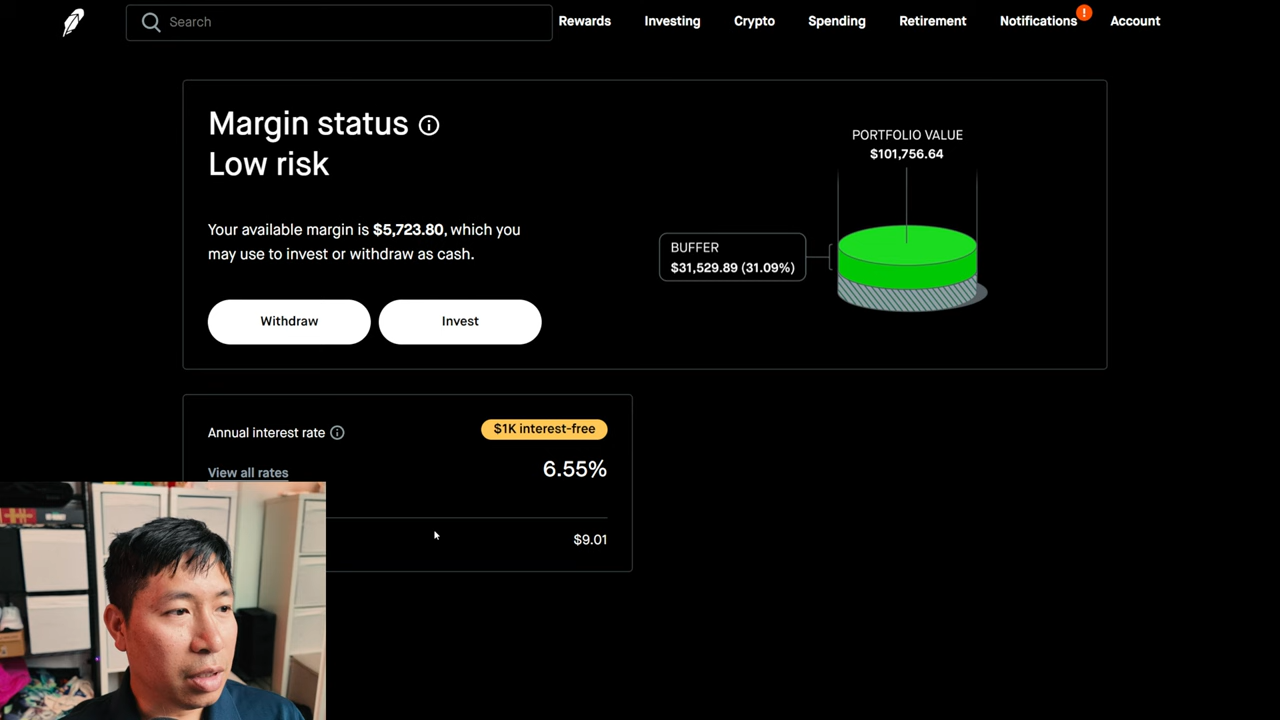 Search
Rewards
Investing
Crypto
Spending
Retirement
Notifications
!
Account
Margin status
Low risk
Your available margin is $5,723.80, which you
may use to invest or withdraw as cash.
Withdraw
Invest
PORTFOLIO VALUE
$101,756.64
BUFFER
$31,529.89 (31.09%)
Annual interest rate
$1K interest-free
View all rates
6.55%
$9.01